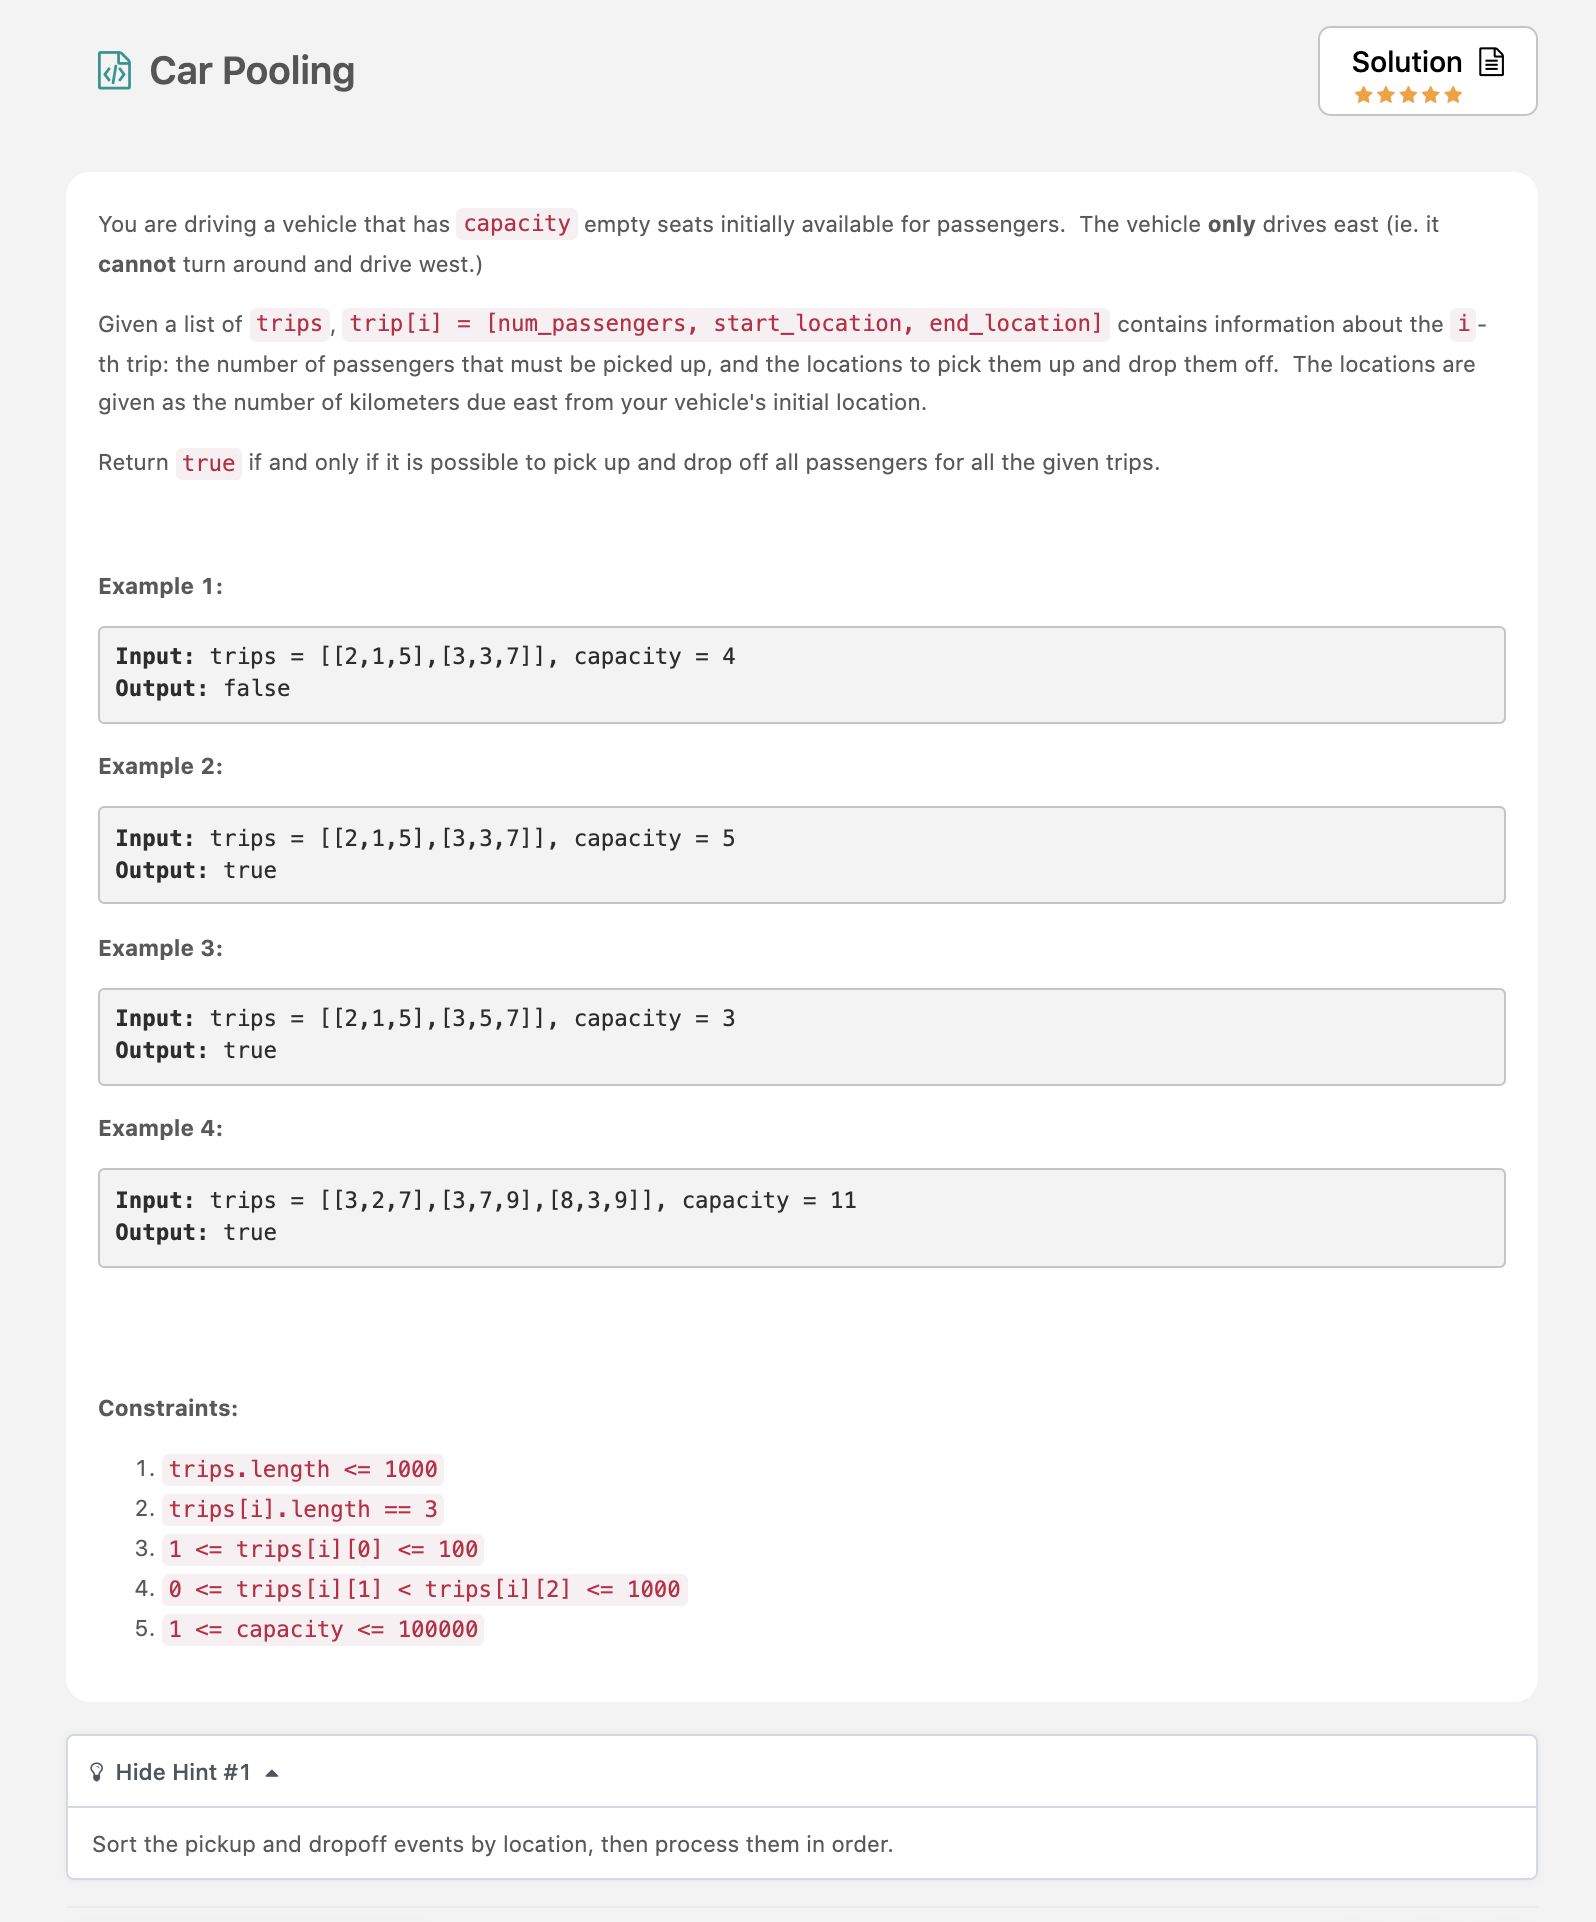 Car Pooling
Solution
You are driving a vehicle that has capacity empty seats initially available for passengers.  The vehicle only drives east (ie. it
cannot turn around and drive west.)
Given a list of trips, trip[i] = [num_passengers, start_location, end_location] contains information about the i-
th trip: the number of passengers that must be picked up, and the locations to pick them up and drop them off.  The locations are
given as the number of kilometers due east from your vehicle's initial location.
Return true if and only if it is possible to pick up and drop off all passengers for all the given trips.
Example 1:
Input: trips = [[2,1,5],[3,3,7]], capacity = 4
Output: false
Example 2:
Input: trips = [[2,1,5],[3,3,7]], capacity = 5
Output: true
Example 3:
Input: trips = [[2,1,5],[3,5,7]], capacity = 3
Output: true
Example 4:
Input: trips = [[3,2,7],[3,7,9],[8,3,9]], capacity = 11
Output: true
Constraints:
1. trips.length <= 1000
2. trips[i].length == 3
3. 1 <= trips[i][0] <= 100
4. 0 <= trips[i][1] < trips[i][2] <= 1000
5. 1 <= capacity <= 100000
Hide Hint #1
Sort the pickup and dropoff events by location, then process them in order.